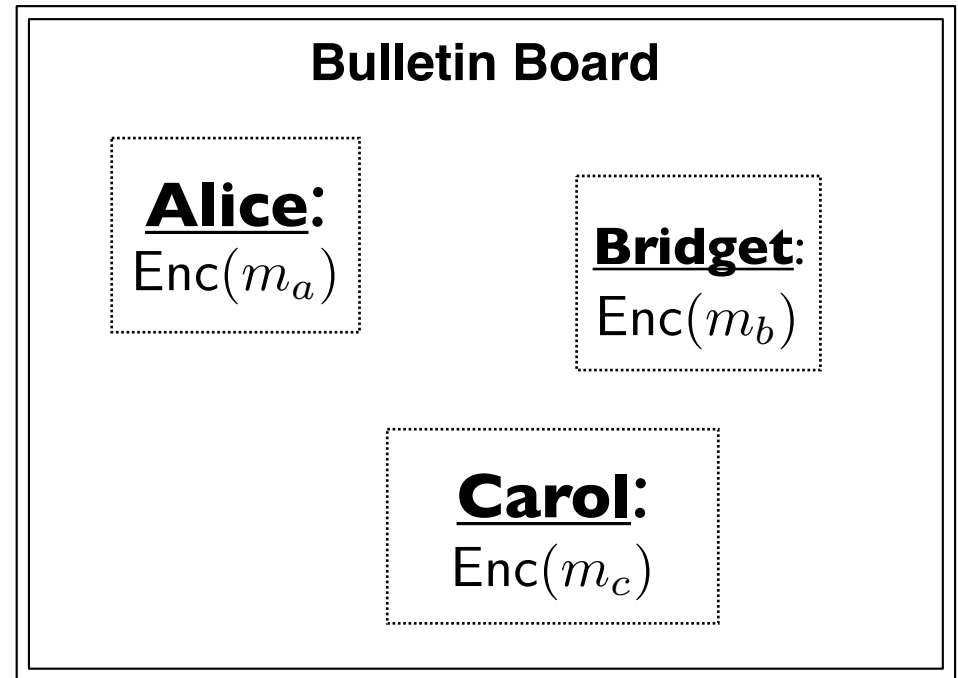 Bulletin Board
Alice:
Enc(m_a)
Bridget:
Enc(m_b)
Carol:
Enc(m_c)